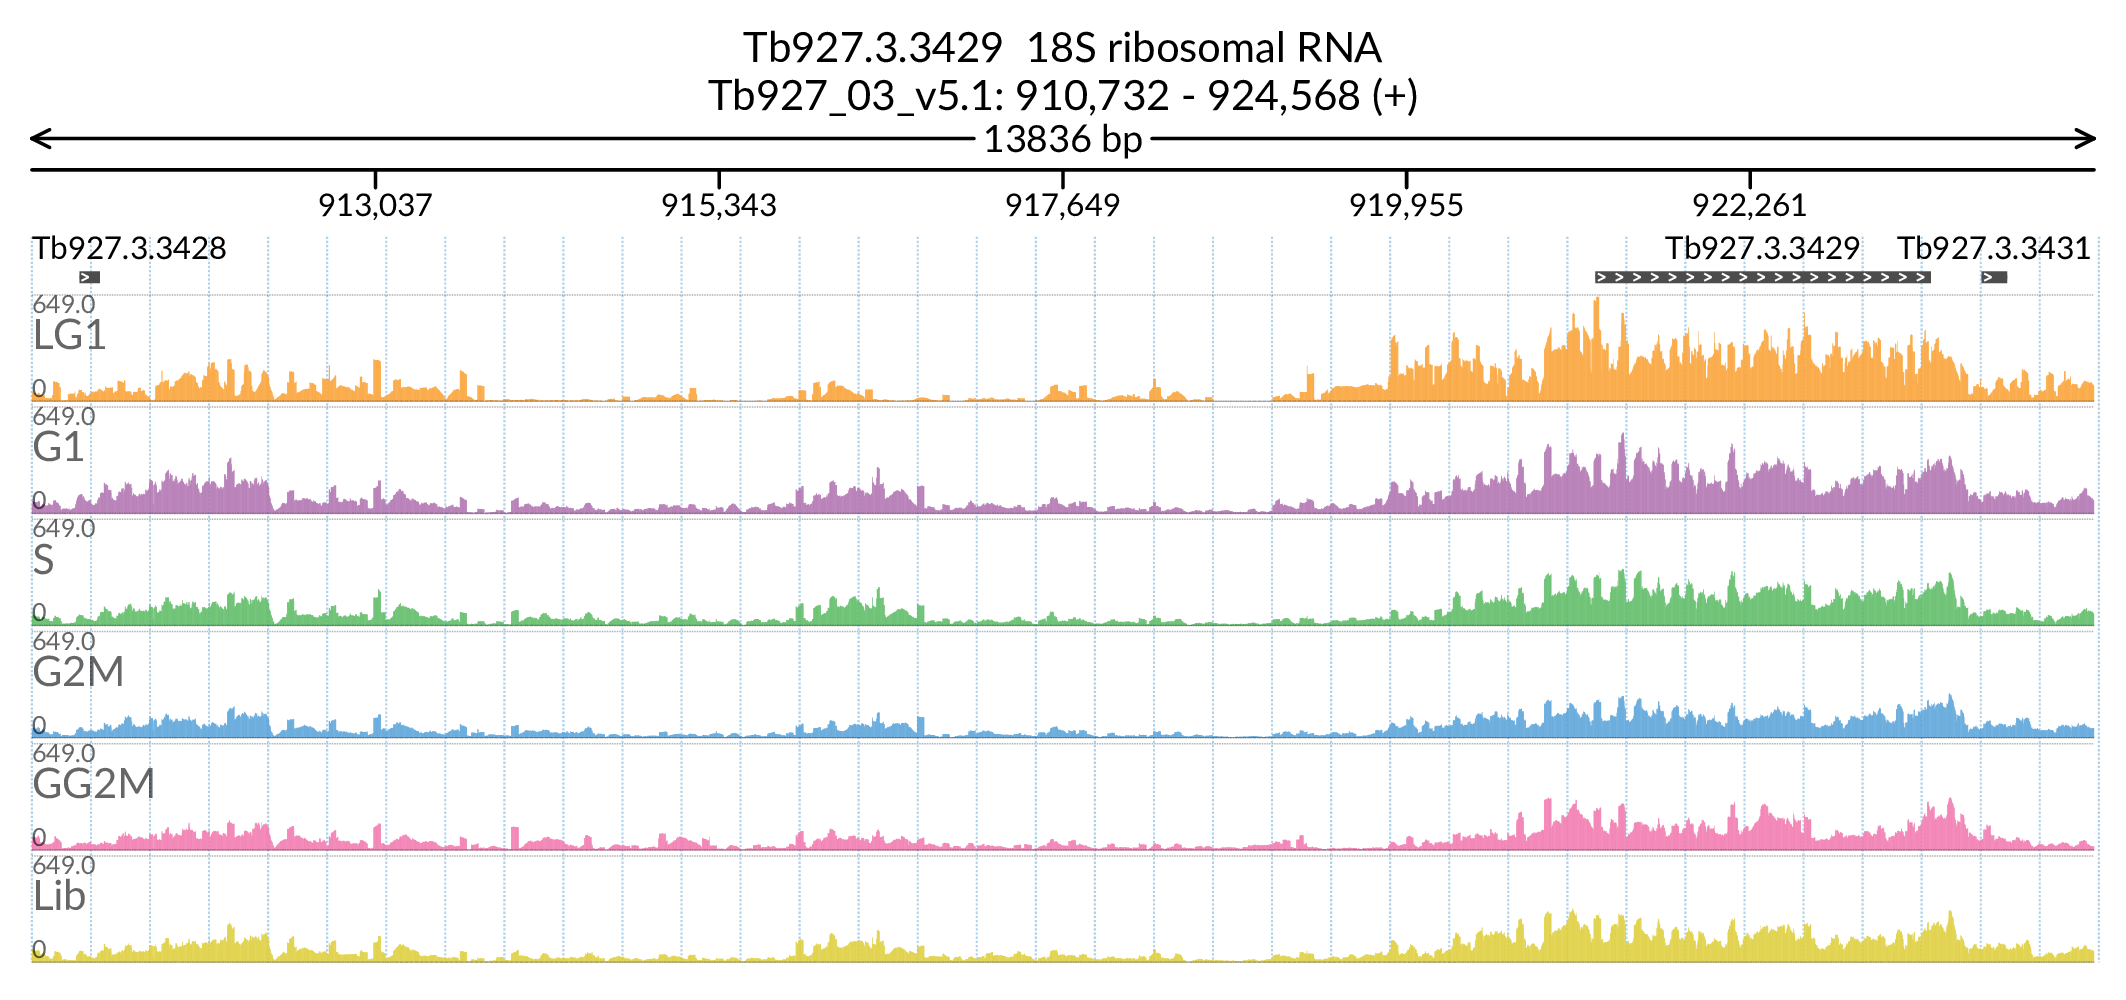 Tb927.3.3429 18S ribosomal RNA
Tb927_03_v5.1: 910,732 - 924,568 (+)
13836 bp
913,037 915,343 917,649 919,955 922,261
Tb927.3.3428 Tb927.3.3429 Tb927.3.3431
649.0
LG1
0
649.0
G1
0
649.0
S
0
649.0
G2M
0
649.0
GG2M
0
649.0
Lib
0